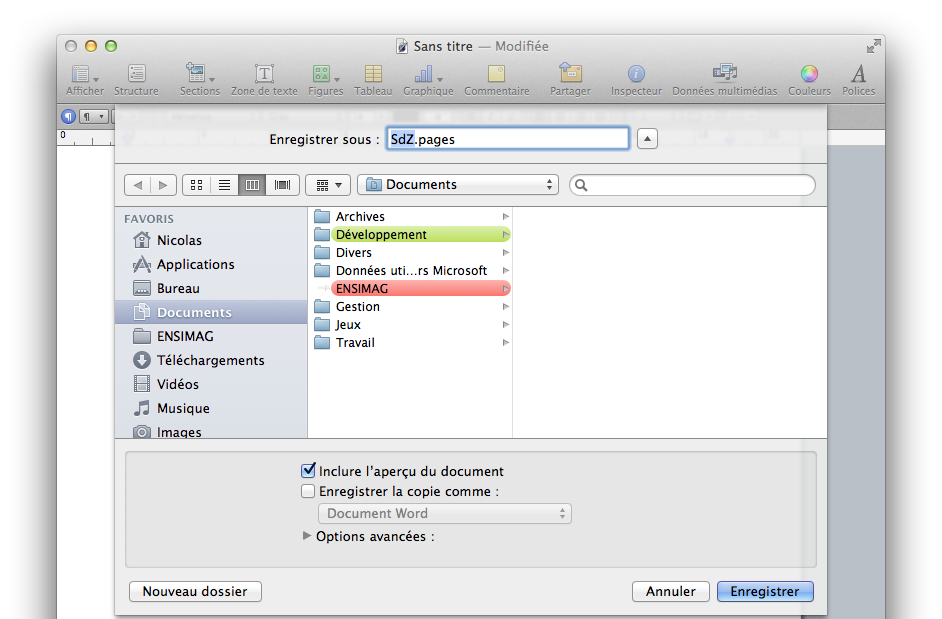 Sans titre — Modifiée
Afficher Structure Sections Zone de texte Figures Tableau Graphique Commentaire Partager Inspecteur Données multimédias Couleurs Polices
0
Enregistrer sous : SdZ.pages
Documents
FAVORIS
Nicolas
Applications
Bureau
Documents
ENSIMAG
Téléchargements
Vidéos
Musique
Images
Archives
Développement
Divers
Données uti...rs Microsoft
ENSIMAG
Gestion
Jeux
Travail
Inclure l'aperçu du document
Enregistrer la copie comme :
Document Word
Options avancées :
Nouveau dossier Annuler Enregistrer